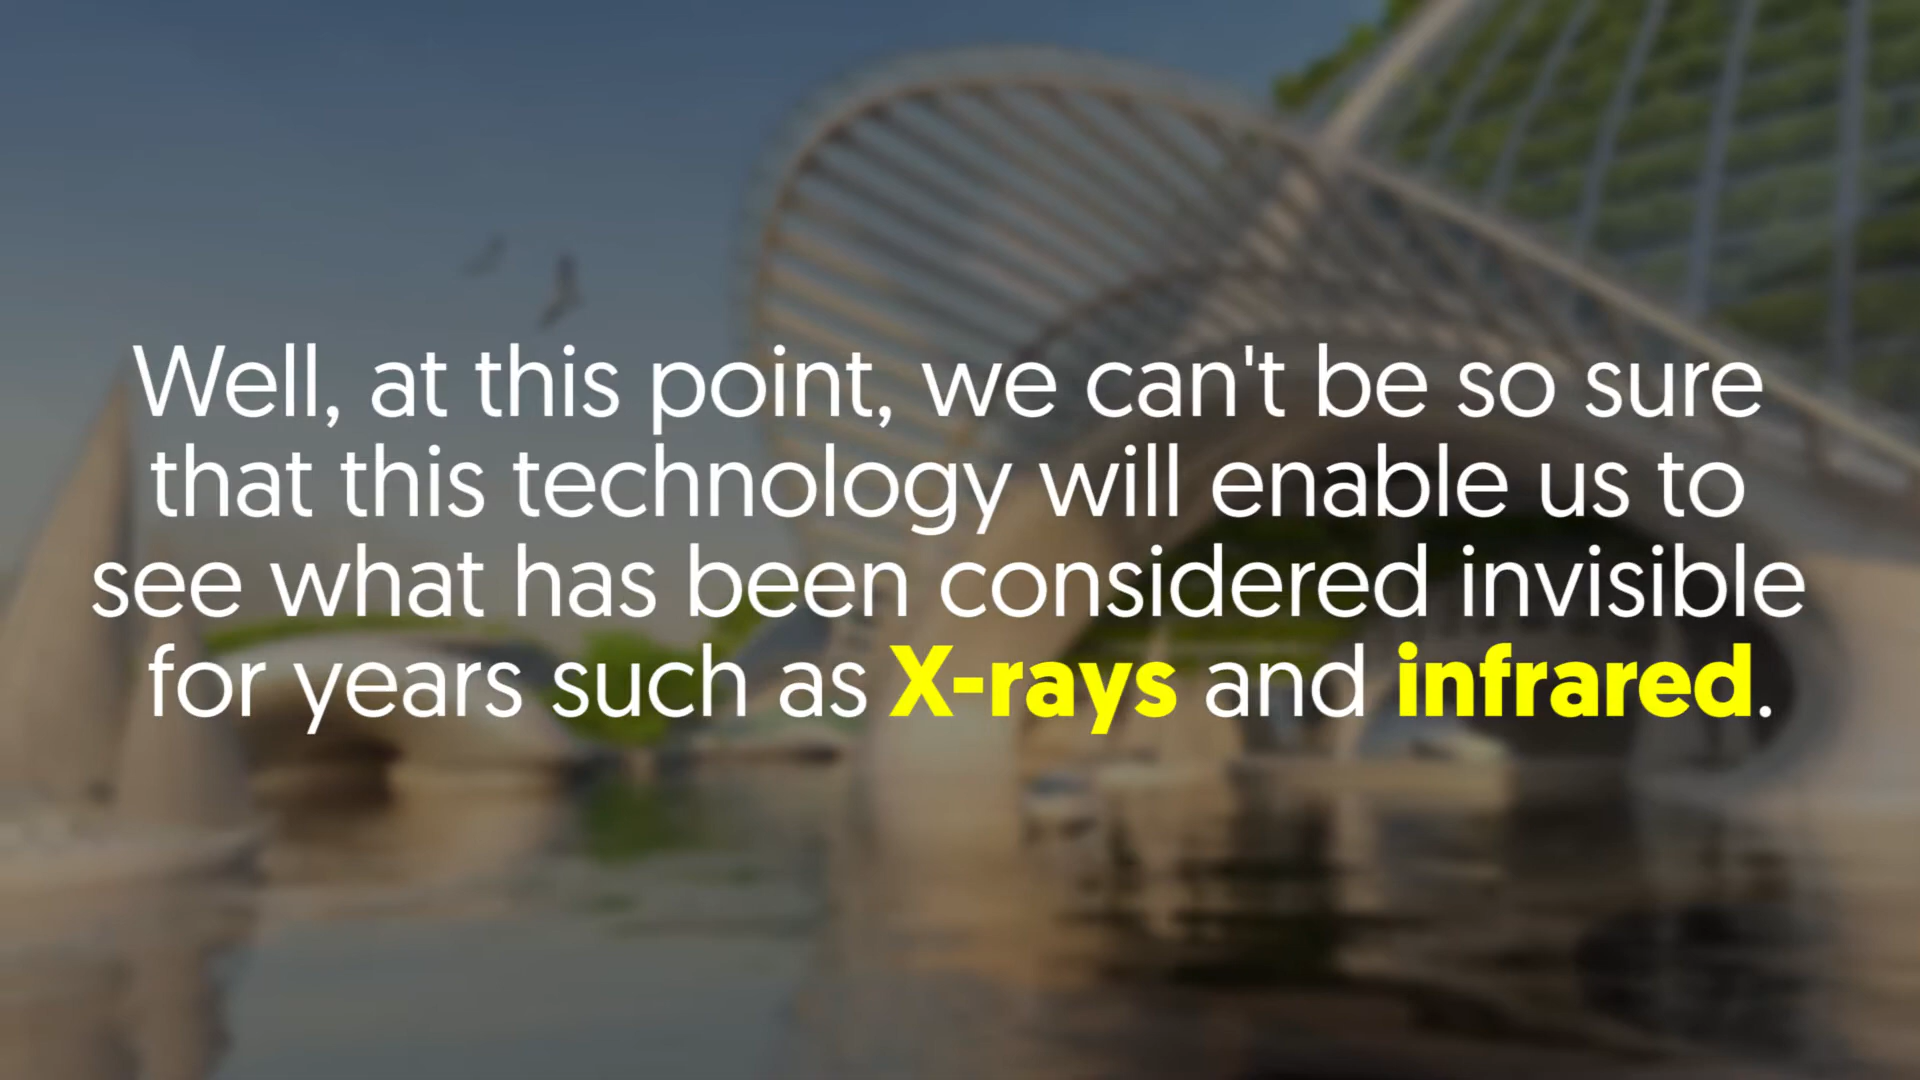 Well, at this point, we can't be so sure
that this technology will enable us to
see what has been considered invisible
for years such as X-rays and infrared.